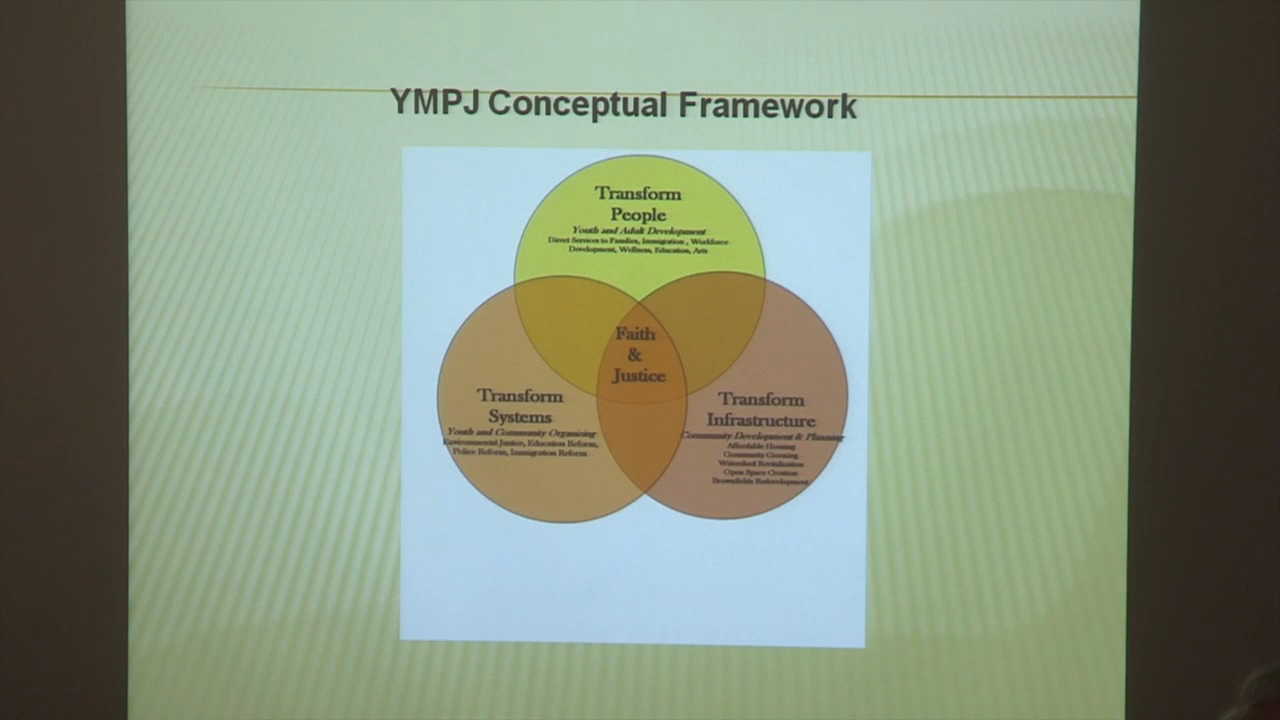 YMPJ Conceptual Framework
Transform
People
Youth and Adult Development
Direct Services to Families, Immigration , Workforce
Development, Wellness, Education, Arts
Faith
&
Justice
Transform
Systems
Youth and Community Organizing
Environmental Justice, Education Reform,
Police Reform, Immigration Reform
Transform
Infrastructure
Community Development & Planning
Affordable Housing
Community Greening
Watershed Revitalization
Open Space Creation
Brownfields Redevelopment